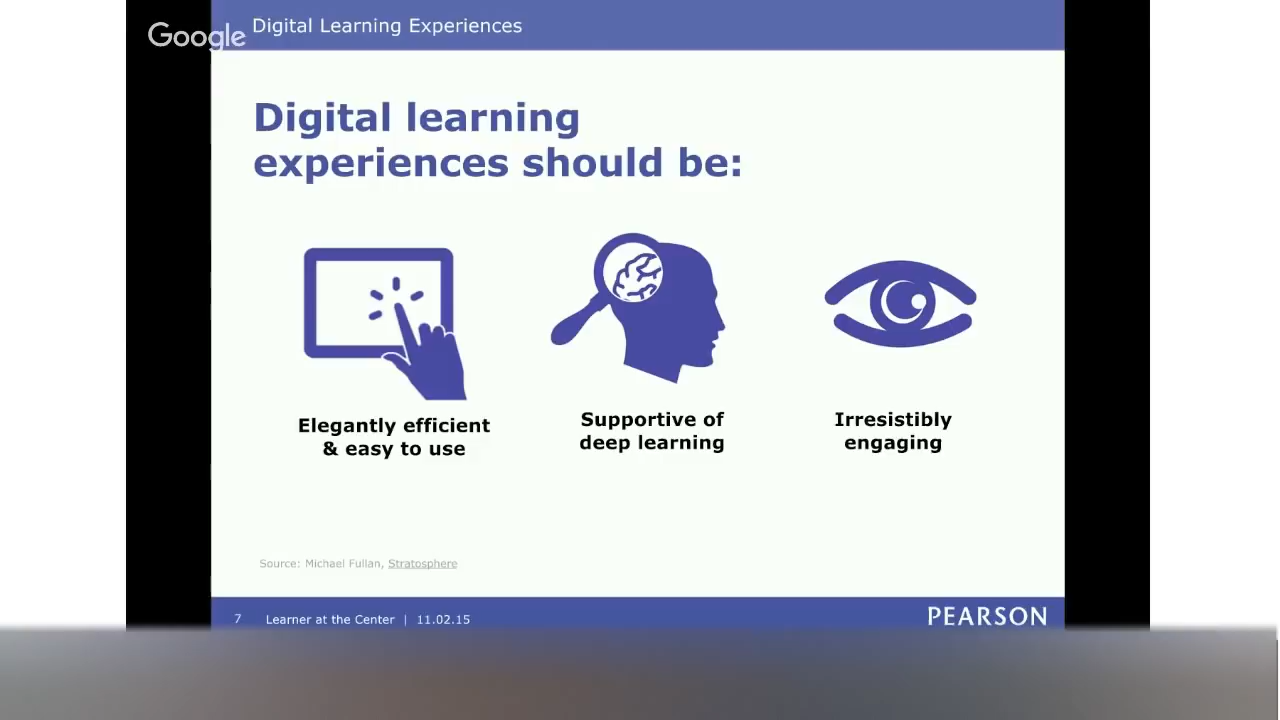 Google
Digital Learning Experiences
Digital learning
experiences should be:
Elegantly efficient
& easy to use
Supportive of
deep learning
Irresistibly
engaging
Source: Michael Fullan, Stratosphere
7 Learner at the Center | 11.02.15
PEARSON